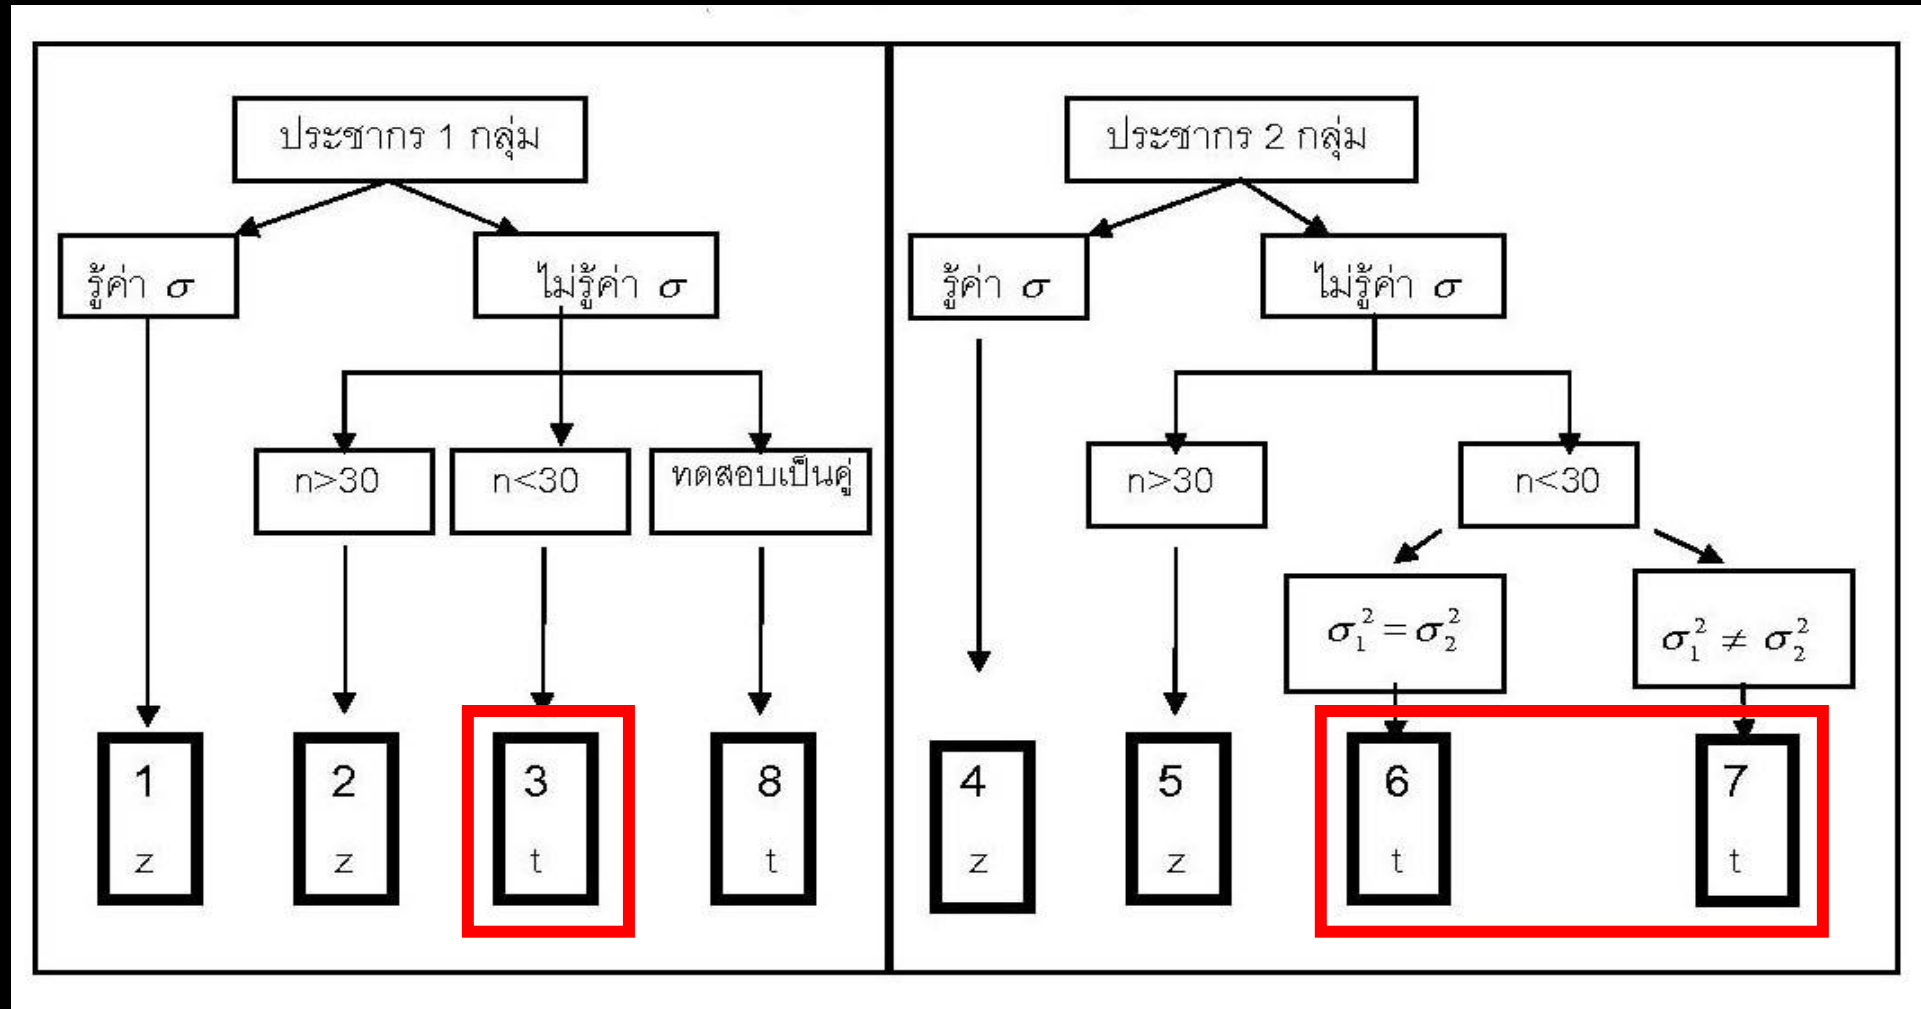 ประชากร 1 กลุ่ม
รู้ค่า σ
ไม่รู้ค่า σ
n>30
n<30
ทดสอบเป็นคู่
1
z
2
z
3
t
8
t
ประชากร 2 กลุ่ม
รู้ค่า σ
ไม่รู้ค่า σ
n>30
n<30
σ₁² = σ₂²
σ₁² ≠ σ₂²
4
z
5
z
6
t
7
t